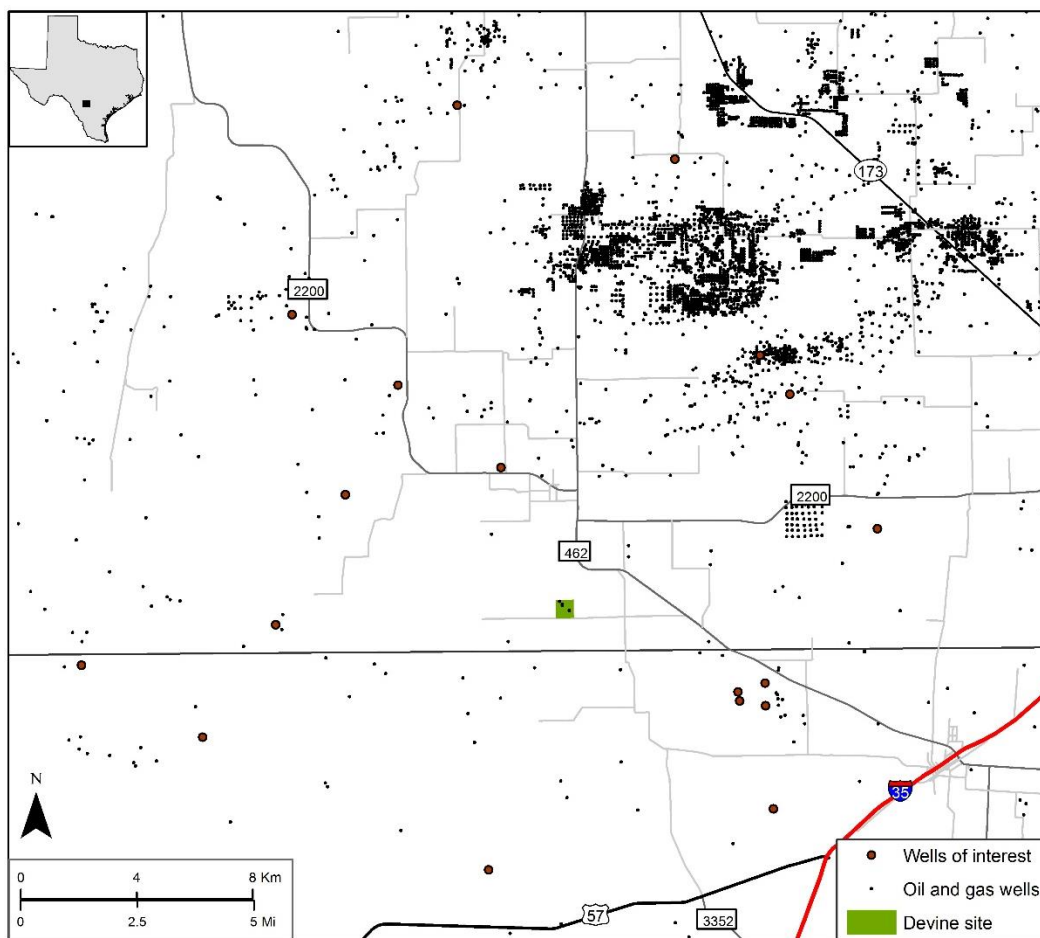 173
2200
2200
462
N
35
0 4 8 Km
0 2.5 5 Mi
57
3352
Wells of interest
Oil and gas wells
Devine site